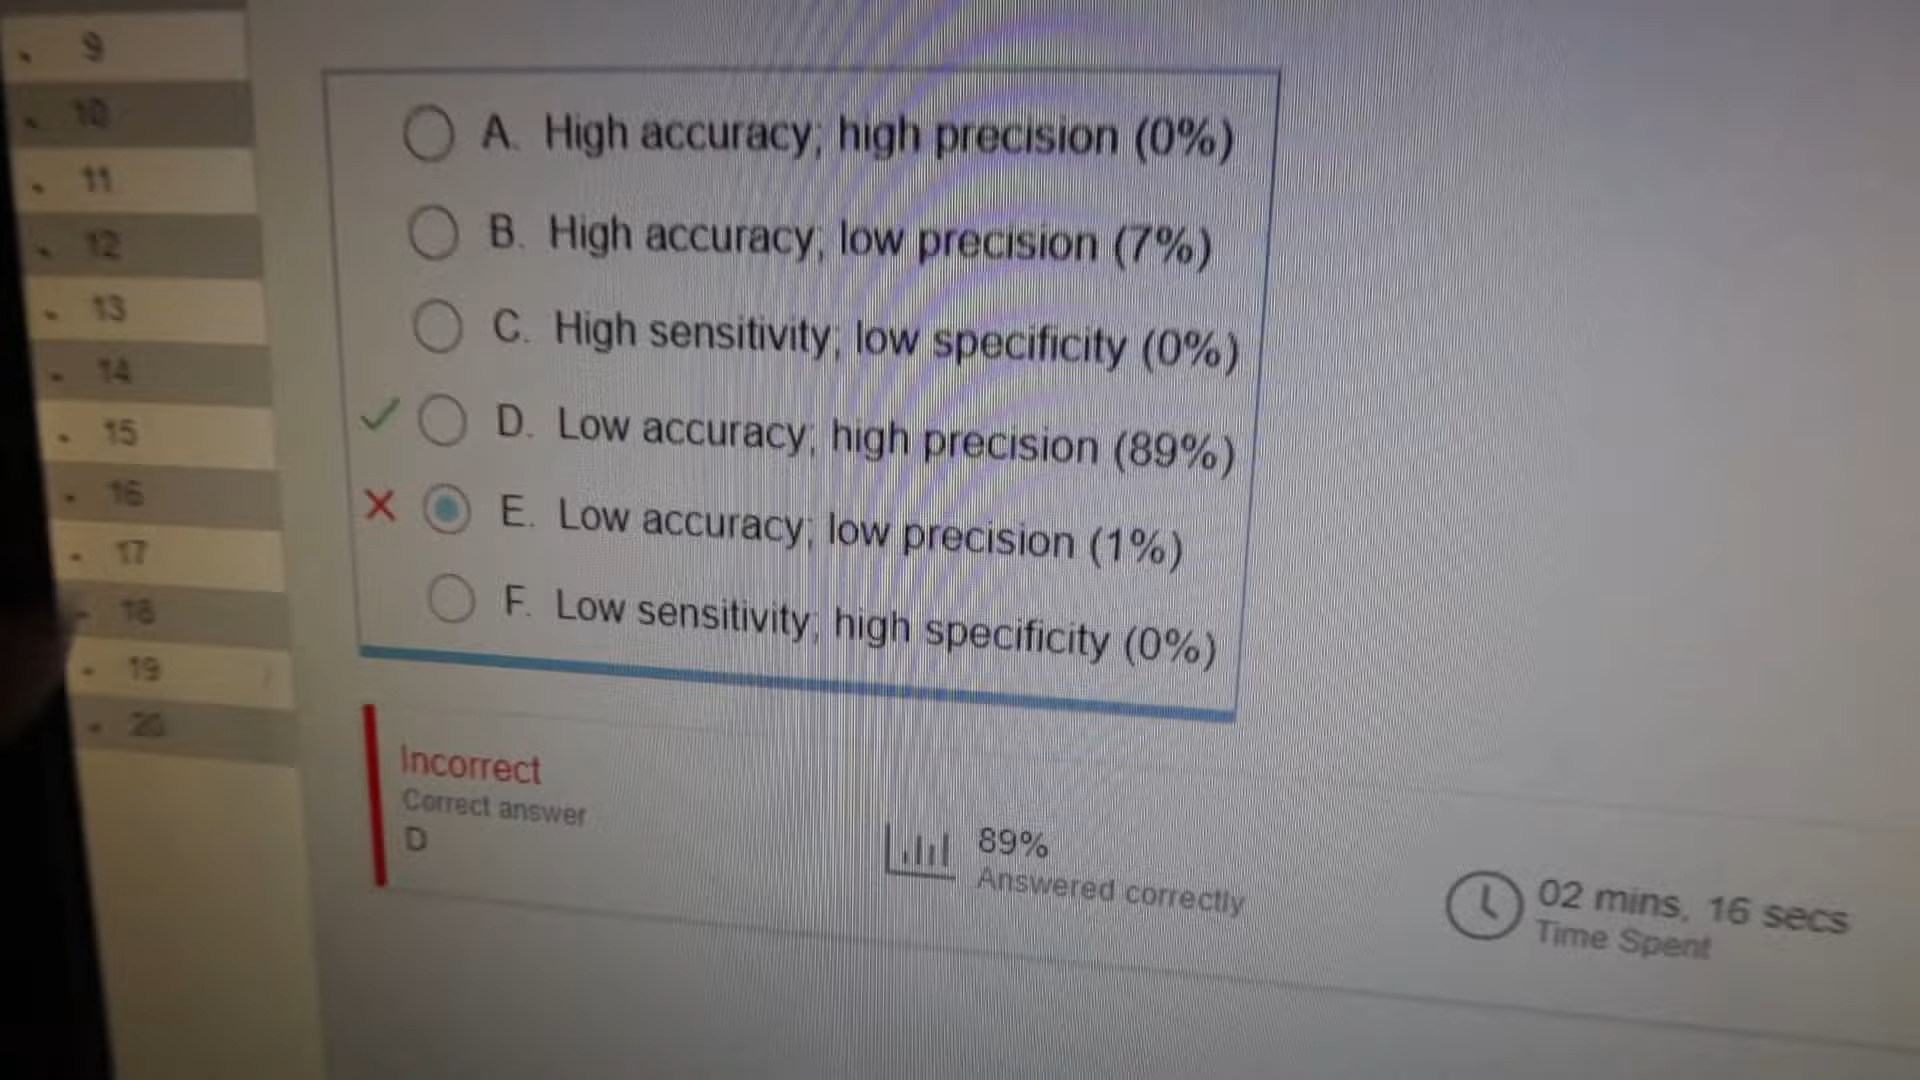 9
10
11
12
13
14
15
16
17
18
19
20
A. High accuracy; high precision (0%)
B. High accuracy; low precision (7%)
C. High sensitivity; low specificity (0%)
D. Low accuracy; high precision (89%)
E. Low accuracy; low precision (1%)
F. Low sensitivity; high specificity (0%)
Incorrect
Correct answer
D
89%
Answered correctly
02 mins, 16 secs
Time Spent